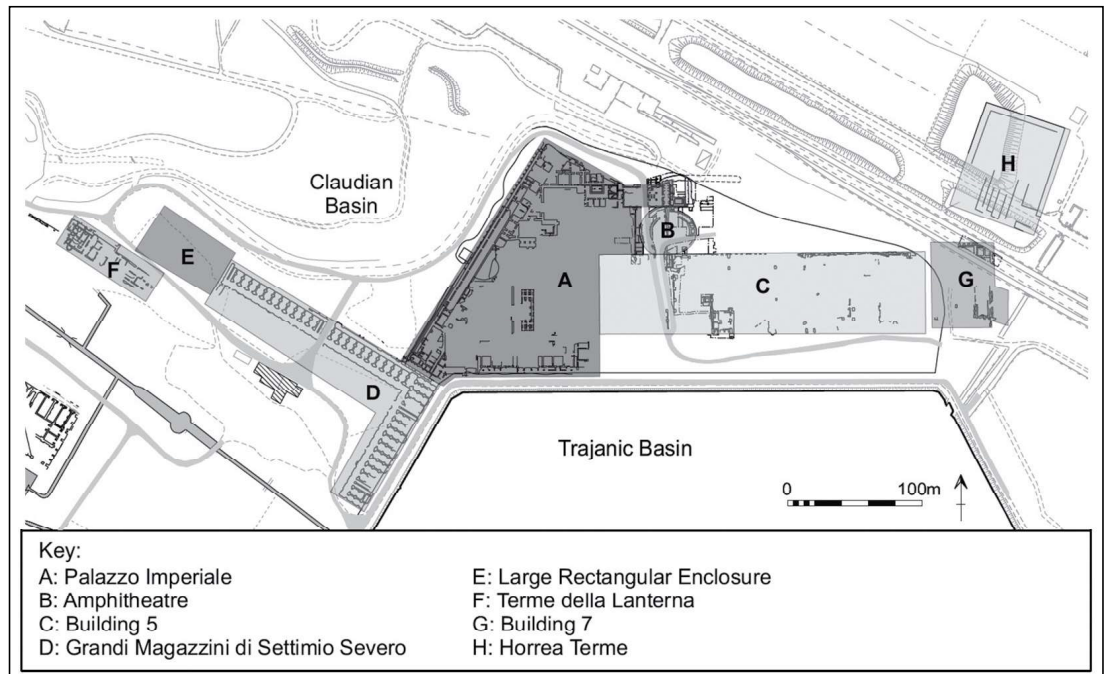 Claudian
Basin
H
F
E
B
A
C
G
D
Trajanic Basin
0 100m
Key:
A: Palazzo Imperiale
B: Amphitheatre
C: Building 5
D: Grandi Magazzini di Settimio Severo
E: Large Rectangular Enclosure
F: Terme della Lanterna
G: Building 7
H: Horrea Terme